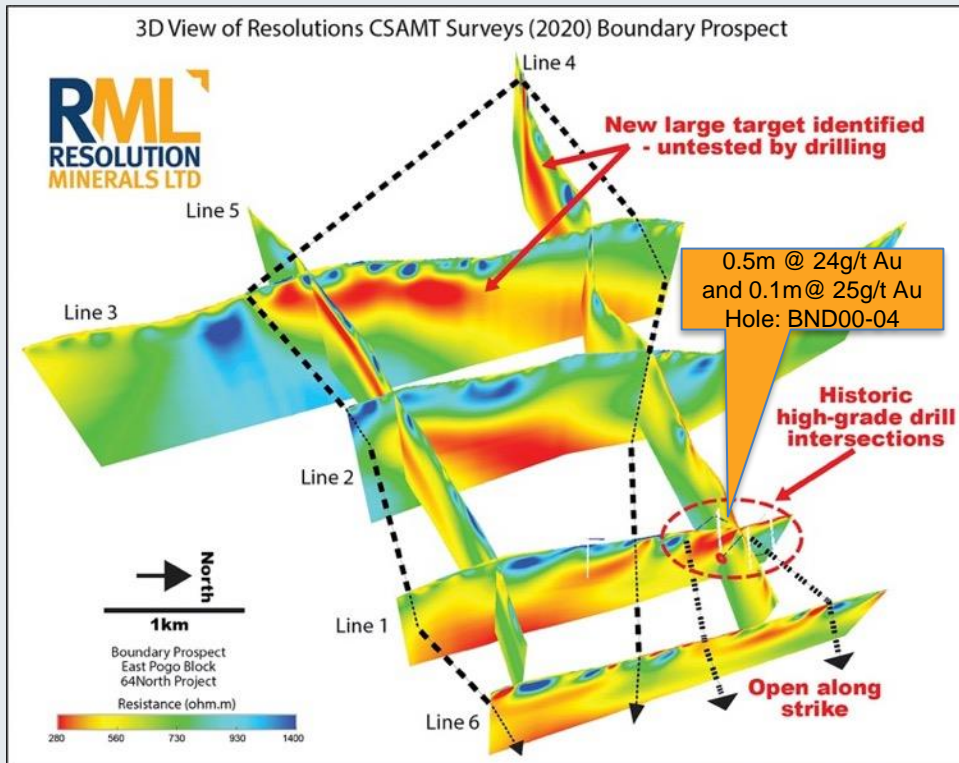 3D View of Resolutions CSAMT Surveys (2020) Boundary Prospect
RML
RESOLUTION
MINERALS LTD
Line 4
New large target identified
- untested by drilling
Line 5
Line 3
0.5m @ 24g/t Au
and 0.1m@ 25g/t Au
Hole: BND00-04
Historic
high-grade drill
intersections
Line 2
North
1km
Line 1
Boundary Prospect
East Pogo Block
64North Project
Open along
strike
Resistance (ohm.m)
280 560 730 930 1400
Line 6